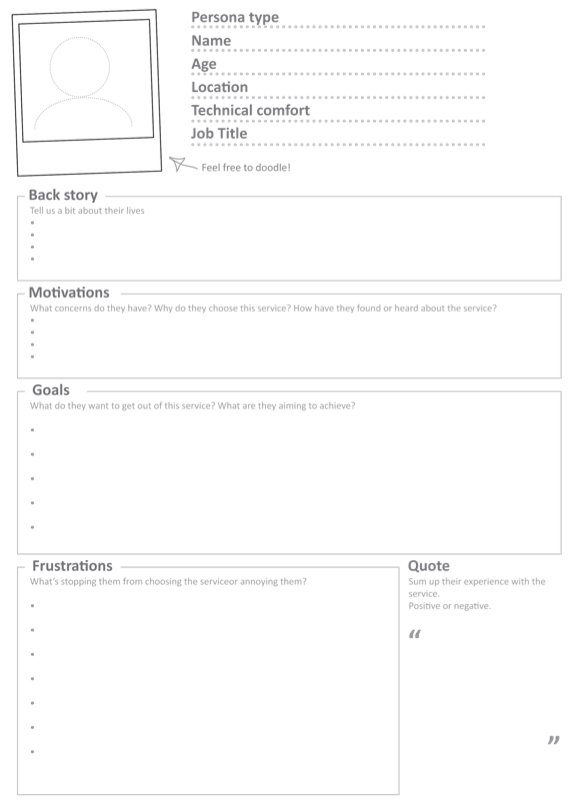 Persona type
Name
Age
Location
Technical comfort
Job Title
Feel free to doodle!
Back story
Tell us a bit about their lives
•
•
•
•
Motivations
What concerns do they have? Why do they choose this service? How have they found or heard about the service?
•
•
•
•
Goals
What do they want to get out of this service? What are they aiming to achieve?
•
•
•
•
•
Frustrations
What's stopping them from choosing the serviceor annoying them?
•
•
•
•
•
•
•
Quote
Sum up their experience with the
service.
Positive or negative.
“
”